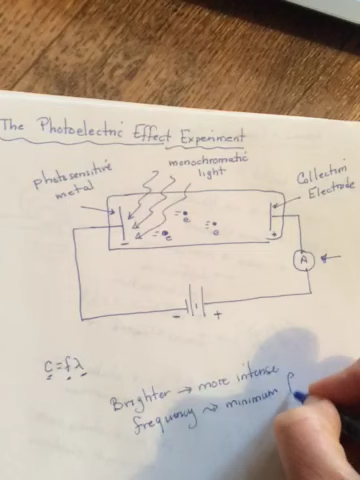 The Photoelectric Effect Experiment
monochromatic
light
photosensitive
metal
Collection
Electrode
e
e
e
A
- +
c = fλ
Brighter → more intense
frequency → minimum f